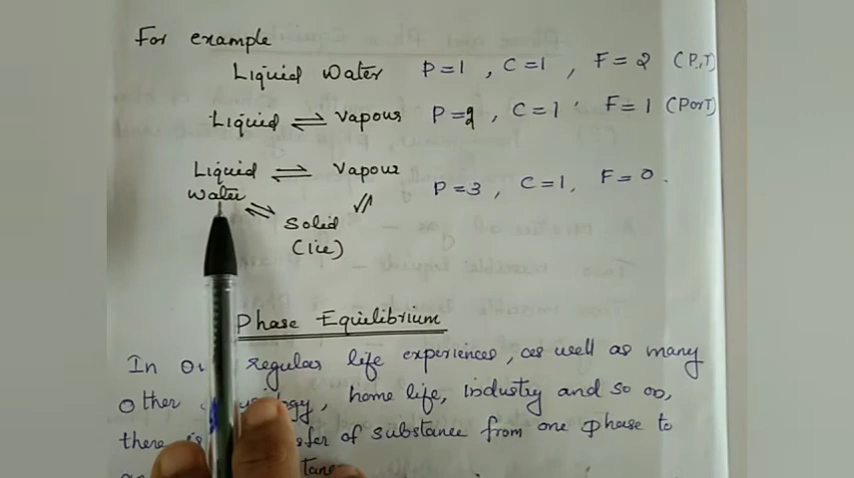 For example
Liquid Water P=1 , C=1 , F=2 (P,T)
Liquid ⇌ Vapour P=2 , C=1 , F=1 (P or T)
Liquid ⇌ Vapour
Water P=3 , C=1, F=0.
Solid
(Ice)
Phase Equilibrium
In regular life experiences, as well as many
other home life, industry and so on,
there is of substance from one phase to